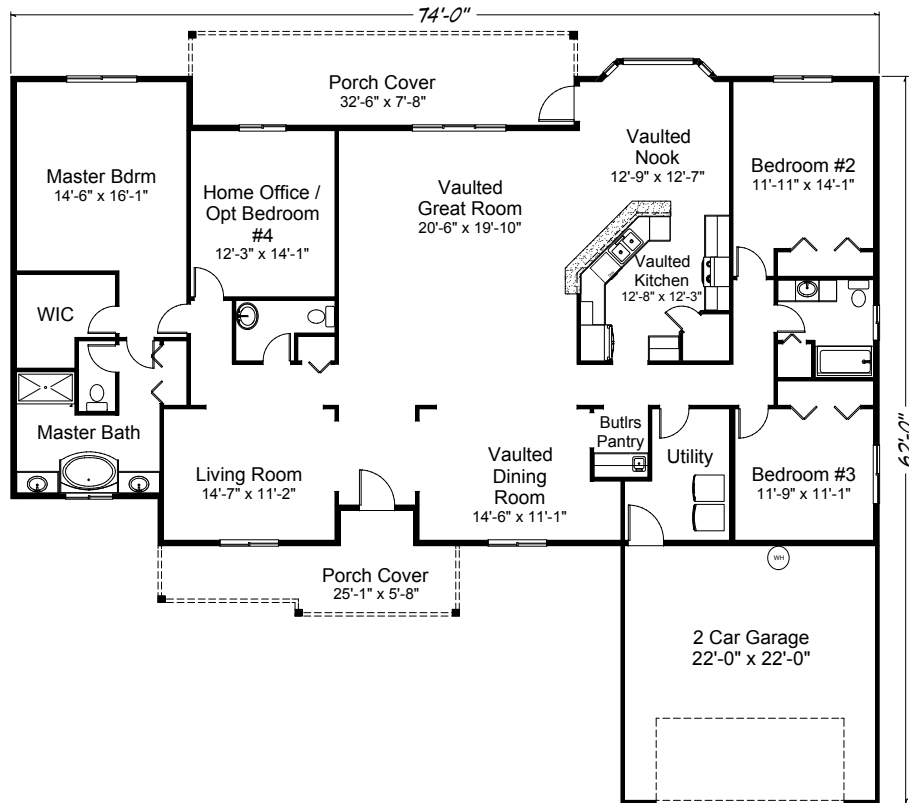 74'-0"
Porch Cover
32'-6" x 7'-8"
Master Bdrm
14'-6" x 16'-1"
Home Office /
Opt Bedroom
#4
12'-3" x 14'-1"
Vaulted
Great Room
20'-6" x 19'-10"
Vaulted
Nook
12'-9" x 12'-7"
Bedroom #2
11'-11" x 14'-1"
Vaulted
Kitchen
12'-8" x 12'-3"
WIC
Master Bath
Living Room
14'-7" x 11'-2"
Vaulted
Dining
Room
14'-6" x 11'-1"
Butlrs
Pantry
Utility
Bedroom #3
11'-9" x 11'-1"
62'-0"
WH
Porch Cover
25'-1" x 5'-8"
2 Car Garage
22'-0" x 22'-0"